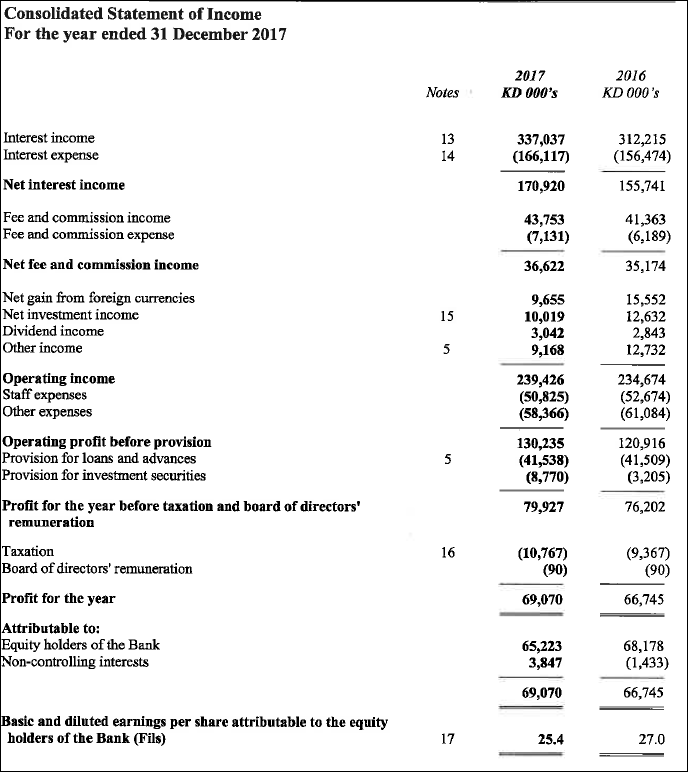 Consolidated Statement of Income
For the year ended 31 December 2017
2017 2016
Notes KD 000's KD 000's
Interest income 13 337,037 312,215
Interest expense 14 (166,117) (156,474)
Net interest income 170,920 155,741
Fee and commission income 43,753 41,363
Fee and commission expense (7,131) (6,189)
Net fee and commission income 36,622 35,174
Net gain from foreign currencies 9,655 15,552
Net investment income 15 10,019 12,632
Dividend income 3,042 2,843
Other income 5 9,168 12,732
Operating income 239,426 234,674
Staff expenses (50,825) (52,674)
Other expenses (58,366) (61,084)
Operating profit before provision 130,235 120,916
Provision for loans and advances 5 (41,538) (41,509)
Provision for investment securities (8,770) (3,205)
Profit for the year before taxation and board of directors' 79,927 76,202
remuneration
Taxation 16 (10,767) (9,367)
Board of directors' remuneration (90) (90)
Profit for the year 69,070 66,745
Attributable to:
Equity holders of the Bank 65,223 68,178
Non-controlling interests 3,847 (1,433)
69,070 66,745
Basic and diluted earnings per share attributable to the equity
holders of the Bank (Fils) 17 25.4 27.0